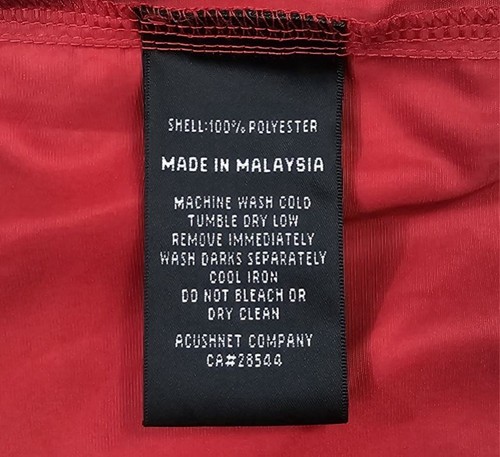 SHELL:100% POLYESTER
MADE IN MALAYSIA
MACHINE WASH COLD
TUMBLE DRY LOW
REMOVE IMMEDIATELY
WASH DARKS SEPARATELY
COOL IRON
DO NOT BLEACH OR
DRY CLEAN
ACUSHNET COMPANY
CA#28544